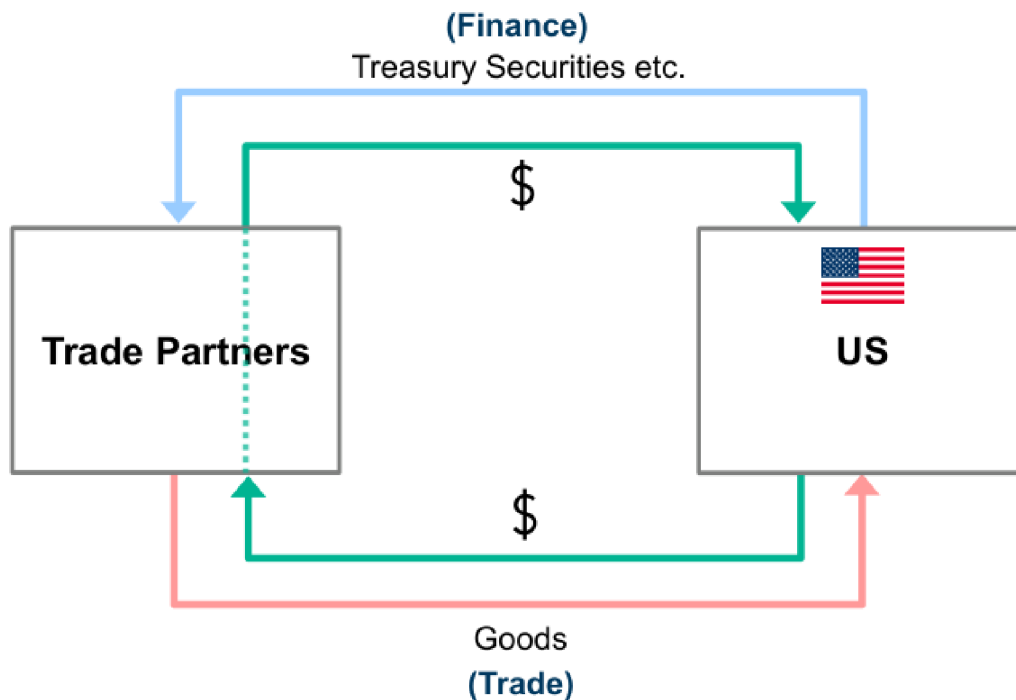 (Finance)
Treasury Securities etc.
$
Trade Partners
US
$
Goods
(Trade)